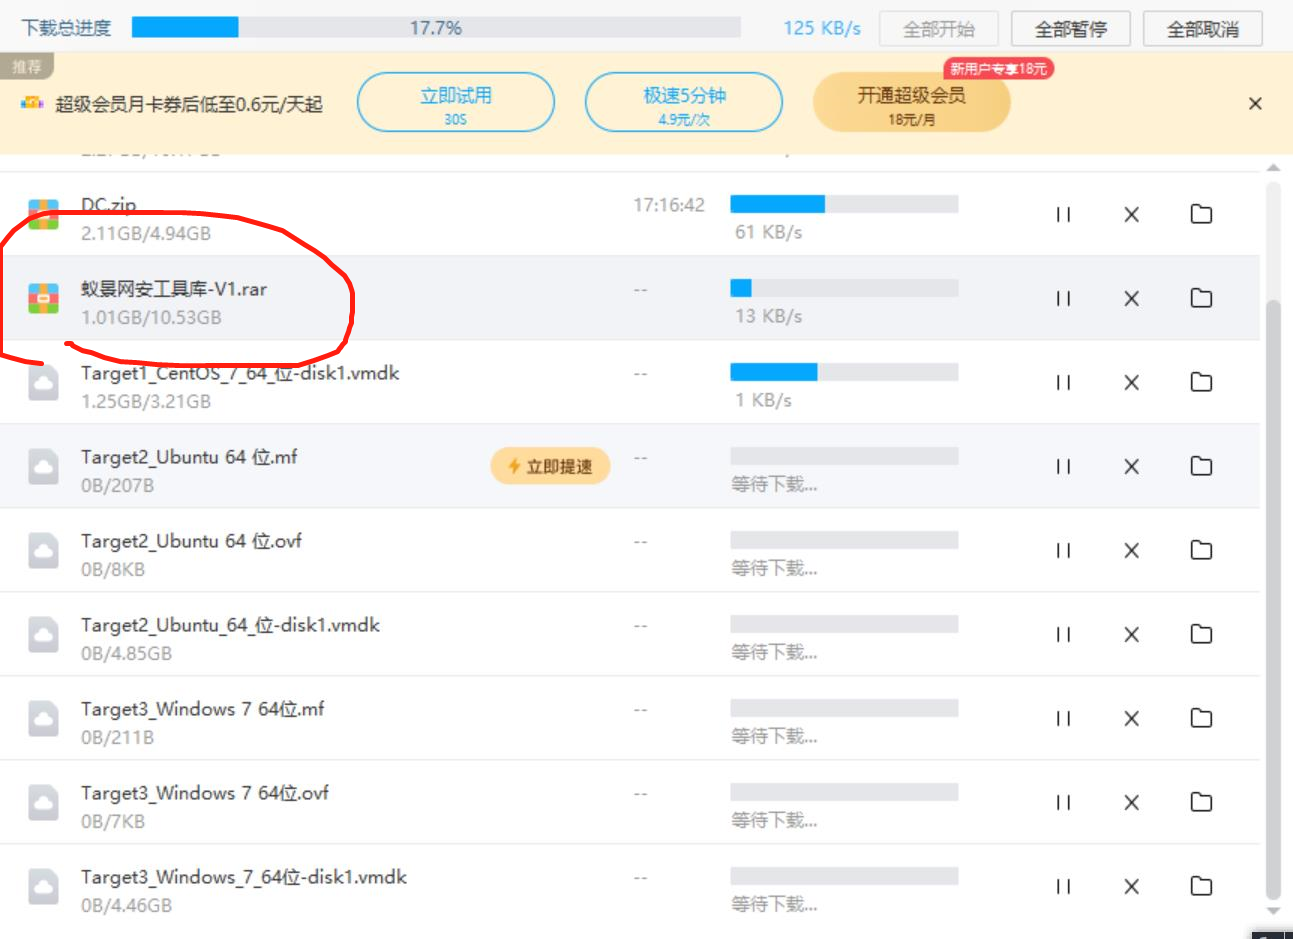 下载总进度
17.7%
125 KB/s
全部开始
全部暂停
全部取消
推荐
超级会员月卡券后低至0.6元/天起
立即试用
30S
极速5分钟
4.9元/次
新用户专享18元
开通超级会员
18元/月
DC.zip
2.11GB/4.94GB
17:16:42
61 KB/s
蚁景网安工具库-V1.rar
1.01GB/10.53GB
--
13 KB/s
Target1_CentOS_7_64_位-disk1.vmdk
1.25GB/3.21GB
--
1 KB/s
Target2_Ubuntu 64 位.mf
0B/207B
立即提速
--
等待下载...
Target2_Ubuntu 64 位.ovf
0B/8KB
--
等待下载...
Target2_Ubuntu_64_位-disk1.vmdk
0B/4.85GB
--
等待下载...
Target3_Windows 7 64位.mf
0B/211B
--
等待下载...
Target3_Windows 7 64位.ovf
0B/7KB
--
等待下载...
Target3_Windows_7_64位-disk1.vmdk
0B/4.46GB
--
等待下载...